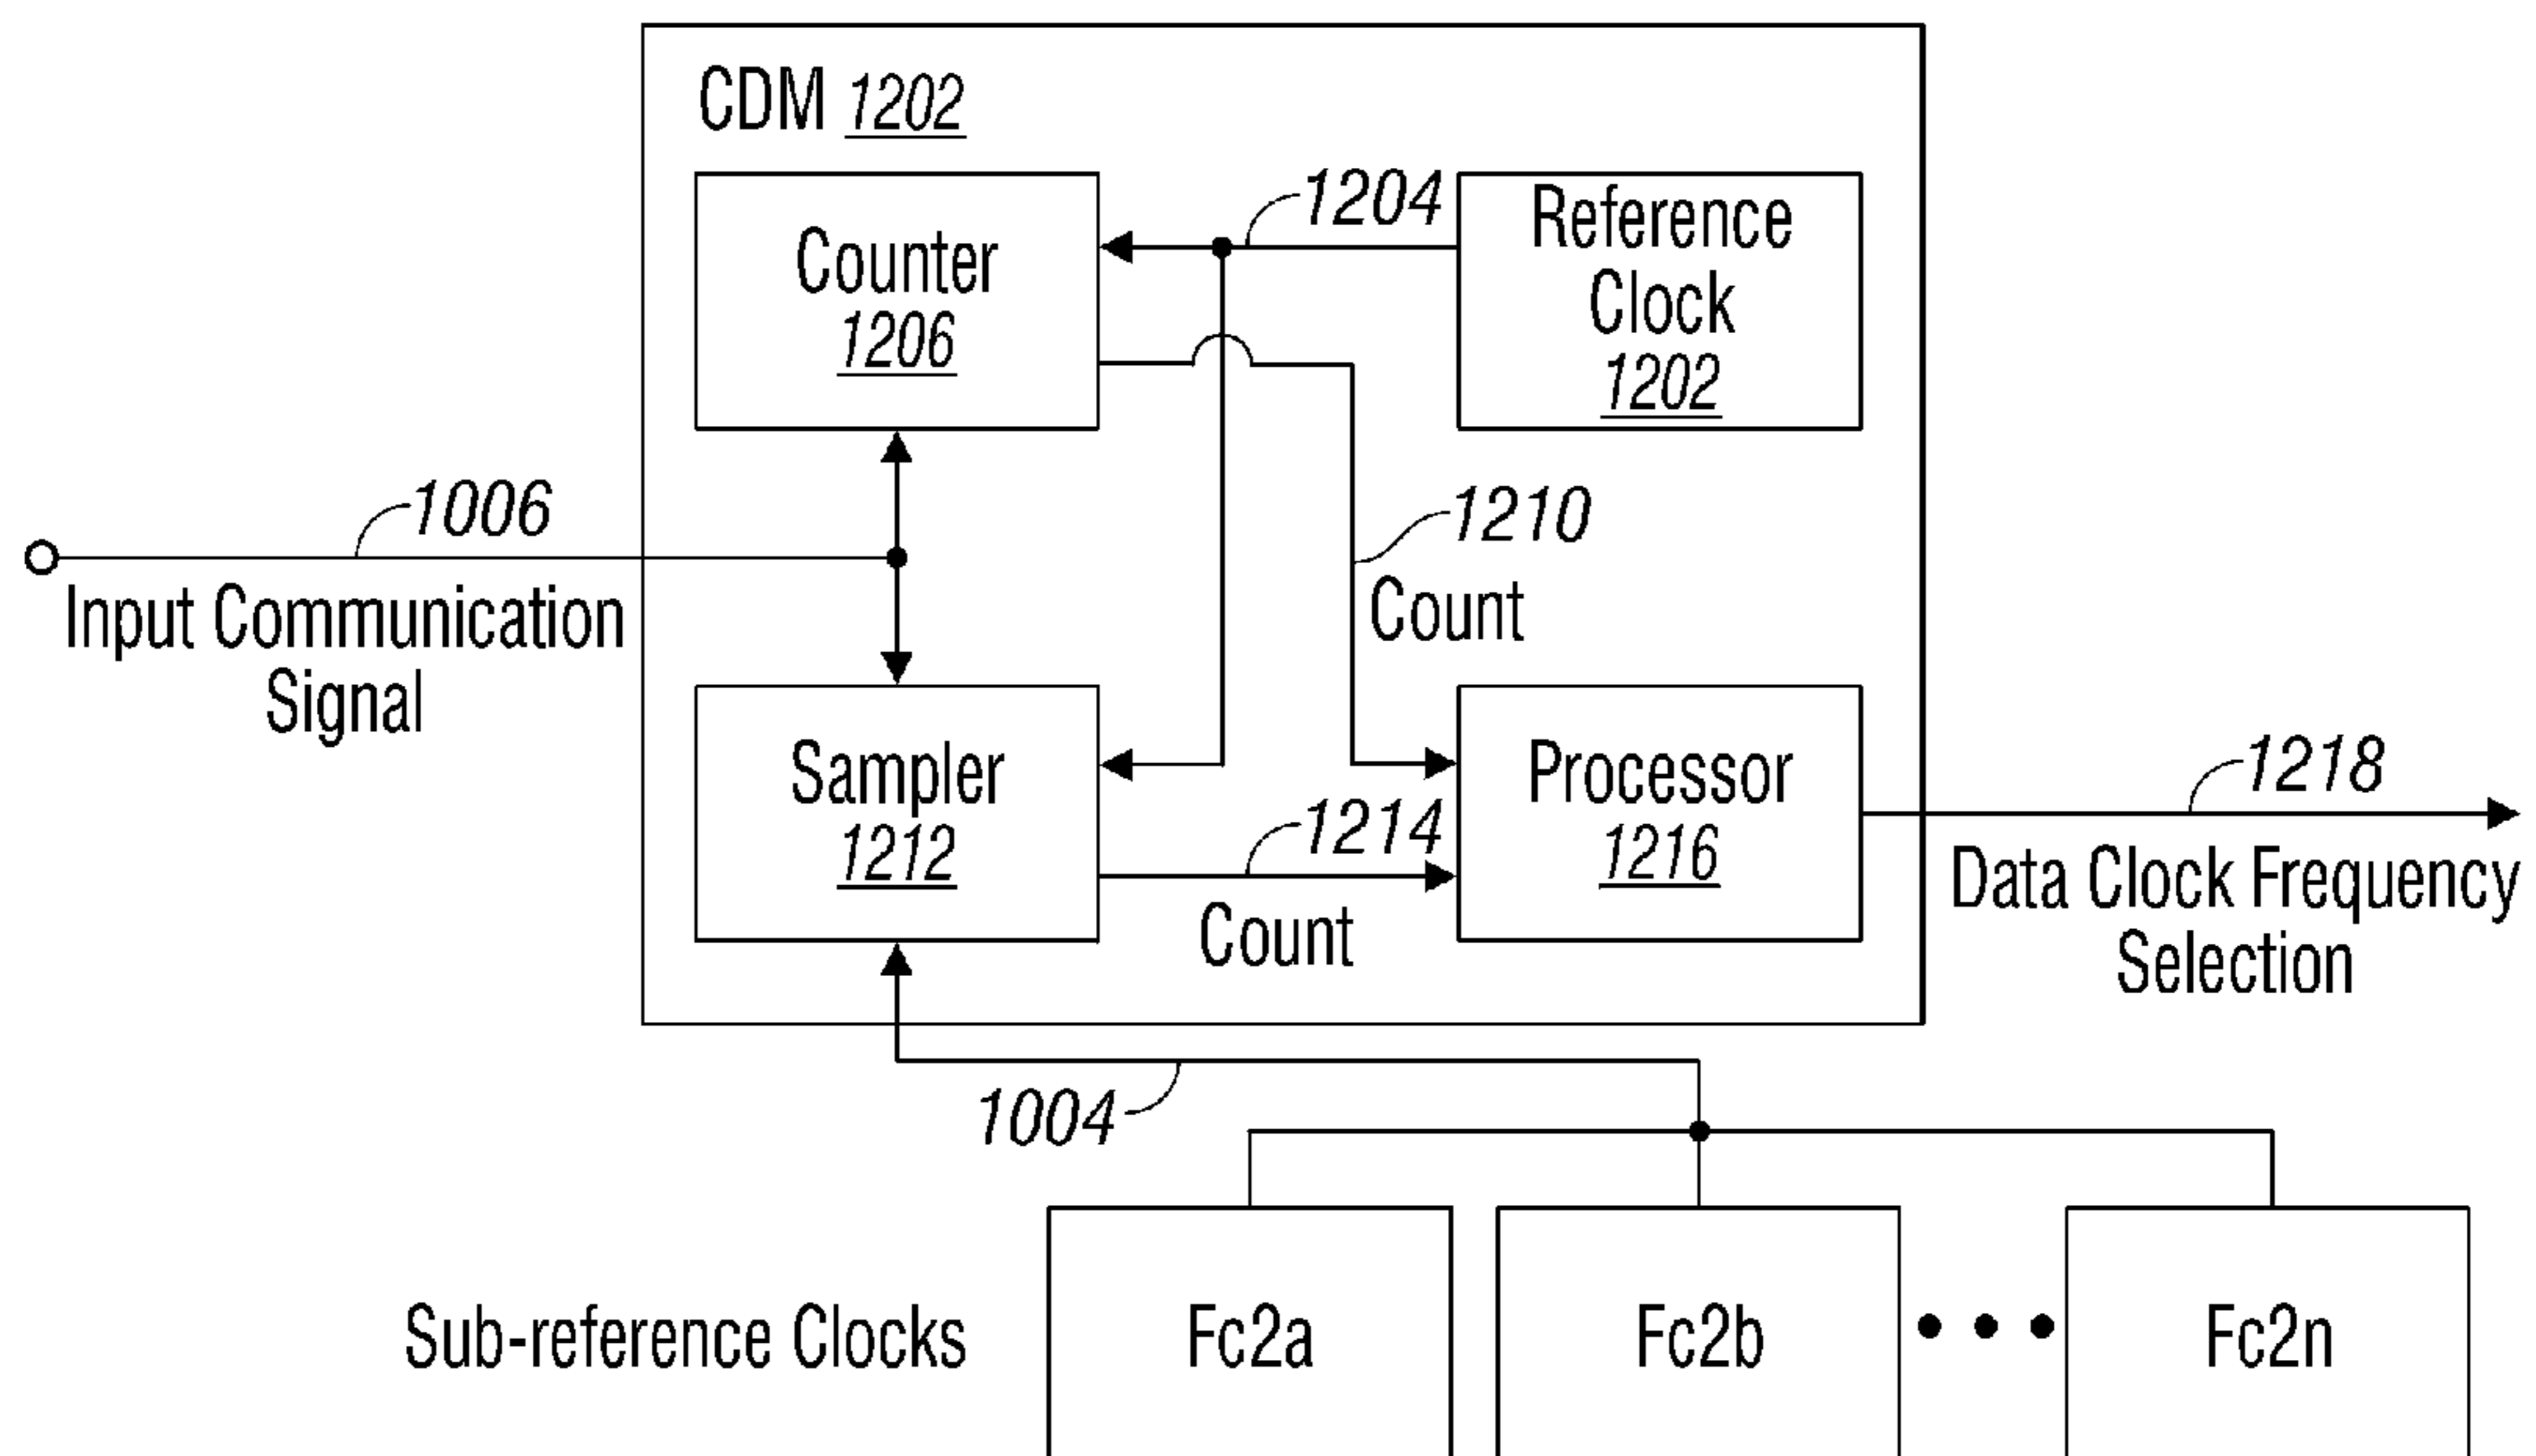 CDM 1202
Counter
1206
1204
Reference
Clock
1202
1006
Input Communication
Signal
1210
Count
Sampler
1212
1214
Count
Processor
1216
1218
Data Clock Frequency
Selection
1004
Sub-reference Clocks
Fc2a
Fc2b
Fc2n